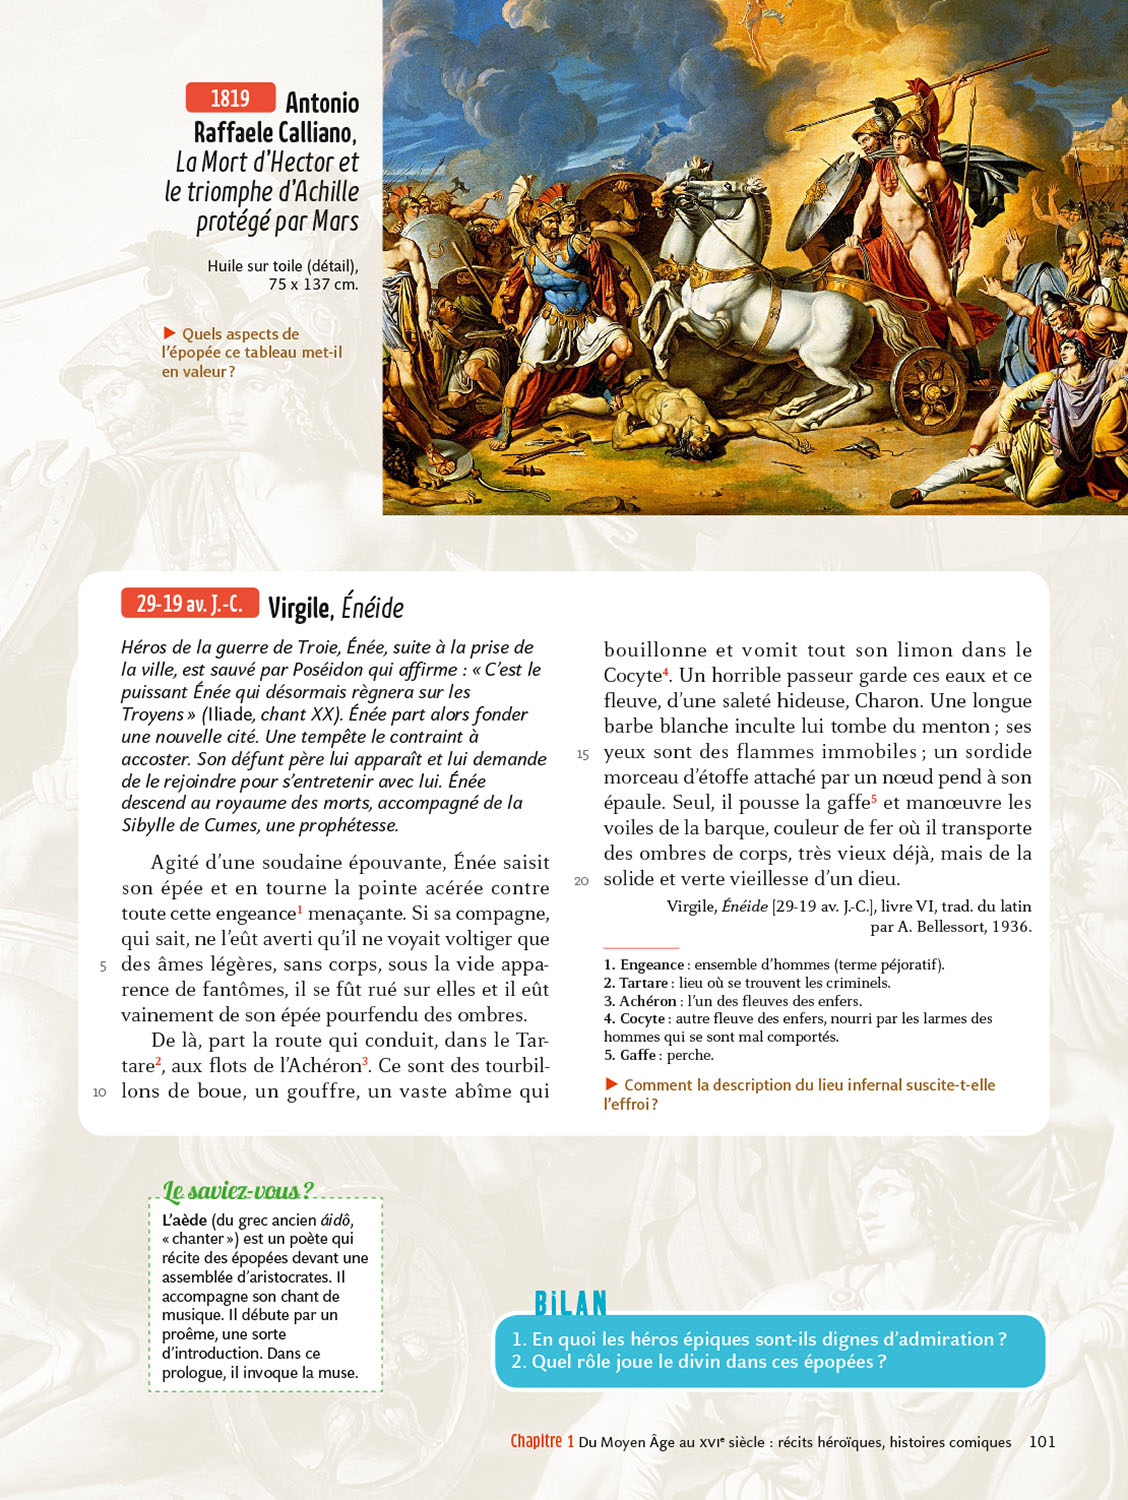 1819 Antonio
Raffaele Calliano,
La Mort d’Hector et
le triomphe d’Achille
protégé par Mars
Huile sur toile (détail),
75 x 137 cm.
► Quels aspects de
l’épopée ce tableau met-il
en valeur ?
29-19 av. J.-C. Virgile, Énéide
Héros de la guerre de Troie, Énée, suite à la prise de
la ville, est sauvé par Poséidon qui affirme : « C’est le
puissant Énée qui désormais règnera sur les
Troyens » (Iliade, chant XX). Énée part alors fonder
une nouvelle cité. Une tempête le contraint à
accoster. Son défunt père lui apparaît et lui demande
de le rejoindre pour s’entretenir avec lui. Énée
descend au royaume des morts, accompagné de la
Sibylle de Cumes, une prophétesse.
Agité d’une soudaine épouvante, Énée saisit
son épée et en tourne la pointe acérée contre
toute cette engeance1 menaçante. Si sa compagne,
qui sait, ne l’eût averti qu’il ne voyait voltiger que
5 des âmes légères, sans corps, sous la vide appa-
rence de fantômes, il se fût rué sur elles et il eût
vainement de son épée pourfendu des ombres.
De là, part la route qui conduit, dans le Tar-
tare2, aux flots de l’Achéron3. Ce sont des tourbil-
10 lons de boue, un gouffre, un vaste abîme qui
bouillonne et vomit tout son limon dans le
Cocyte4. Un horrible passeur garde ces eaux et ce
fleuve, d’une saleté hideuse, Charon. Une longue
barbe blanche inculte lui tombe du menton ; ses
15 yeux sont des flammes immobiles ; un sordide
morceau d’étoffe attaché par un nœud pend à son
épaule. Seul, il pousse la gaffe5 et manœuvre les
voiles de la barque, couleur de fer où il transporte
des ombres de corps, très vieux déjà, mais de la
20 solide et verte vieillesse d’un dieu.
Virgile, Énéide [29-19 av. J.-C.], livre VI, trad. du latin
par A. Bellessort, 1936.
1. Engeance : ensemble d’hommes (terme péjoratif).
2. Tartare : lieu où se trouvent les criminels.
3. Achéron : l’un des fleuves des enfers.
4. Cocyte : autre fleuve des enfers, nourri par les larmes des
hommes qui se sont mal comportés.
5. Gaffe : perche.
► Comment la description du lieu infernal suscite-t-elle
l’effroi ?
Le saviez-vous ?
L’aède (du grec ancien áidô,
« chanter ») est un poète qui
récite des épopées devant une
assemblée d’aristocrates. Il
accompagne son chant de
musique. Il débute par un
proême, une sorte
d’introduction. Dans ce
prologue, il invoque la muse.
BiLAN
1. En quoi les héros épiques sont-ils dignes d’admiration ?
2. Quel rôle joue le divin dans ces épopées ?
Chapitre 1 Du Moyen Âge au XVIe siècle : récits héroïques, histoires comiques 101